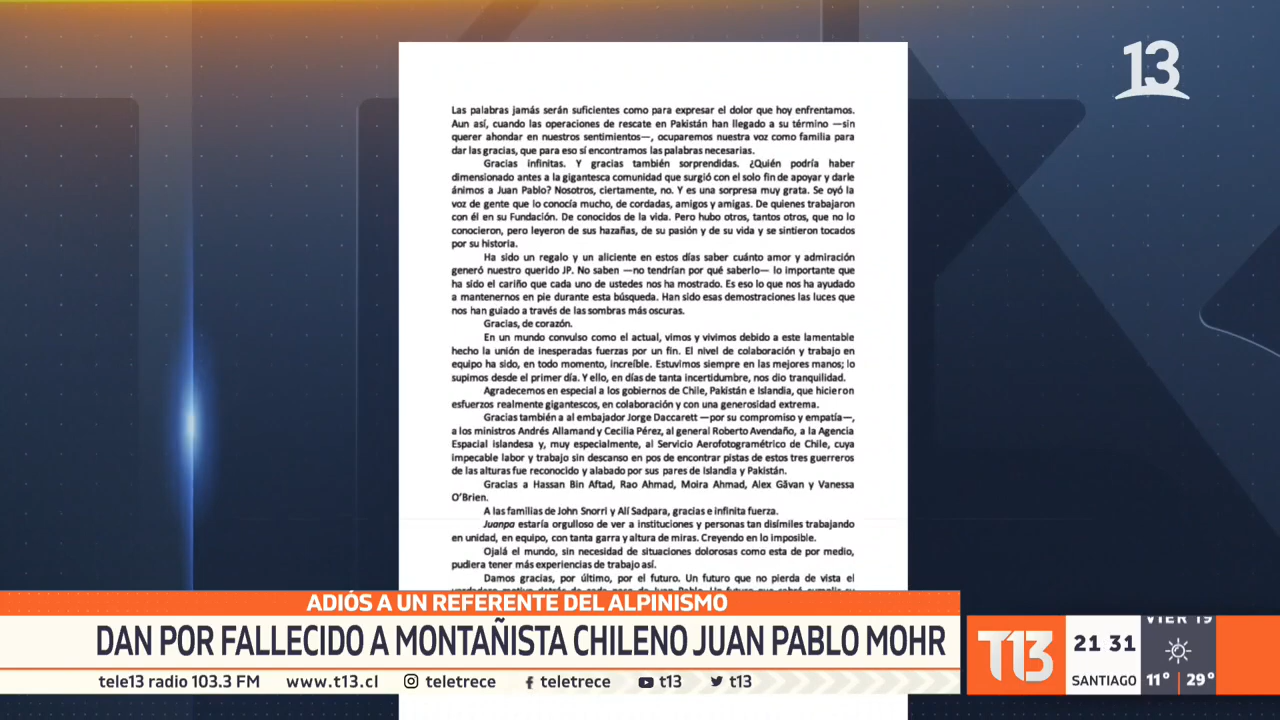 13
Las palabras jamás serán suficientes como para expresar el dolor que hoy enfrentamos.
Aun así, cuando las operaciones de rescate en Pakistán han llegado a su término —sin
querer ahondar en nuestros sentimientos—, ocuparemos nuestra voz como familia para
dar las gracias, que para eso sí encontramos las palabras necesarias.
Gracias infinitas. Y gracias también sorprendidas. ¿Quién podría haber
dimensionado antes a la gigantesca comunidad que surgió con el solo fin de apoyar y darle
ánimos a Juan Pablo? Nosotros, ciertamente, no. Y es una sorpresa muy grata. Se oyó la
voz de gente que lo conocía mucho, de cordadas, amigos y amigas. De quienes trabajaron
con él en su Fundación. De conocidos de la vida. Pero hubo otros, tantos otros, que no lo
conocieron, pero leyeron de sus hazañas, de su pasión y de su vida y se sintieron tocados
por su historia.
Ha sido un regalo y un aliciente en estos días saber cuánto amor y admiración
generó nuestro querido JP. No saben —no tendrían por qué saberlo— lo importante que
ha sido el cariño que cada uno de ustedes nos ha mostrado. Es eso lo que nos ha ayudado
a mantenernos en pie durante esta búsqueda. Han sido esas demostraciones las luces que
nos han guiado a través de las sombras más oscuras.
Gracias, de corazón.
En un mundo convulso como el actual, vimos y vivimos debido a este lamentable
hecho la unión de inesperadas fuerzas por un fin. El nivel de colaboración y trabajo en
equipo ha sido, en todo momento, increíble. Estuvimos siempre en las mejores manos; lo
supimos desde el primer día. Y ello, en días de tanta incertidumbre, nos dio tranquilidad.
Agradecemos en especial a los gobiernos de Chile, Pakistán e Islandia, que hicieron
esfuerzos realmente gigantescos, en colaboración y con una generosidad extrema.
Gracias también a al embajador Jorge Daccarett —por su compromiso y empatía—,
a los ministros Andrés Allamand y Cecilia Pérez, al general Roberto Avendaño, a la Agencia
Espacial islandesa y, muy especialmente, al Servicio Aerofotogramétrico de Chile, cuya
impecable labor y trabajo sin descanso en pos de encontrar pistas de estos tres guerreros
de las alturas fue reconocido y alabado por sus pares de Islandia y Pakistán.
Gracias a Hassan Bin Aftad, Rao Ahmad, Moira Ahmad, Alex Găvan y Vanessa
O'Brien.
A las familias de John Snorri y Alí Sadpara, gracias e infinita fuerza.
Juanpa estaría orgulloso de ver a instituciones y personas tan disímiles trabajando
en unidad, en equipo, con tanta garra y altura de miras. Creyendo en lo imposible.
Ojalá el mundo, sin necesidad de situaciones dolorosas como esta de por medio,
pudiera tener más experiencias de trabajo así.
Damos gracias, por último, por el futuro. Un futuro que no pierda de vista el
ADIÓS A UN REFERENTE DEL ALPINISMO
DAN POR FALLECIDO A MONTAÑISTA CHILENO JUAN PABLO MOHR
tele13 radio 103.3 FM www.t13.cl teletrece teletrece t13 t13
T13
21 31
SANTIAGO
VIER 19
11° 29°